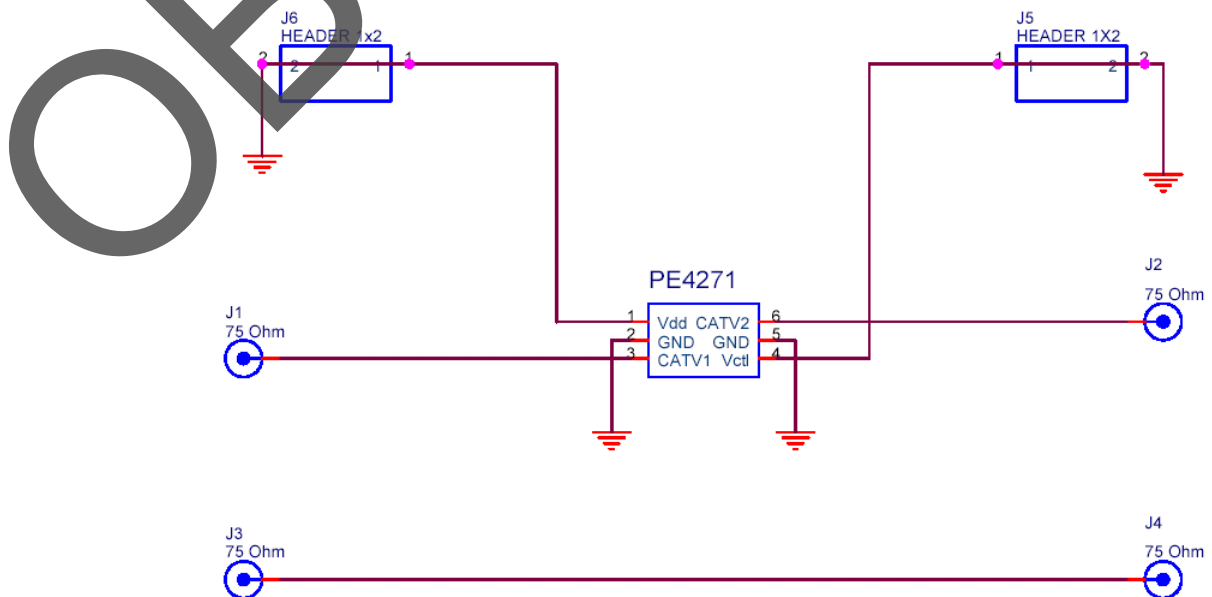 J6
HEADER 1x2
2 2 1 1
J5
HEADER 1X2
1 1 2 2
PE4271
J2
75 Ohm
J1
75 Ohm
1 Vdd CATV2 6
2 GND GND 5
3 CATV1 Vctl 4
J3
75 Ohm
J4
75 Ohm